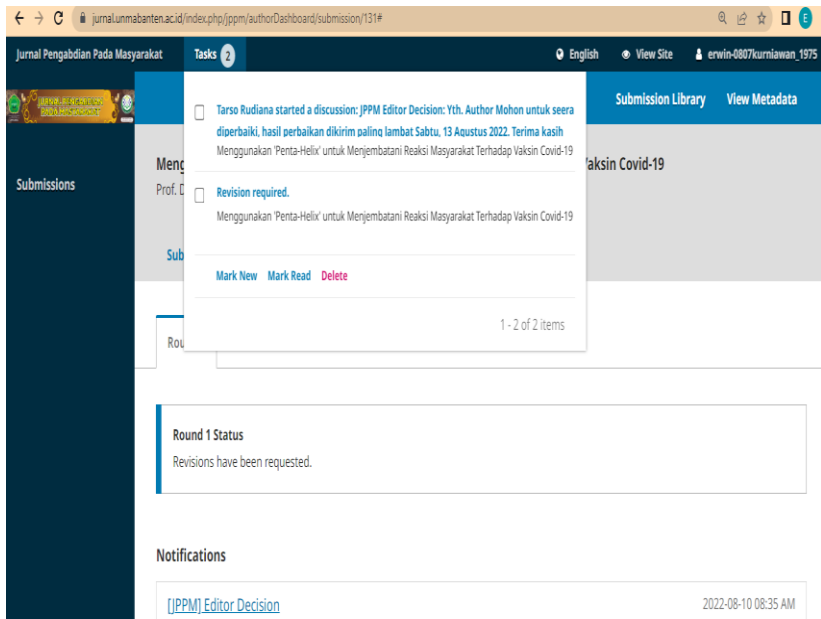 jurnal.unmabanten.ac.id/index.php/jppm/authorDashboard/submission/131#
E
Jurnal Pengabdian Pada Masyarakat Tasks 2 English View Site erwin-0807kurniawan_1975
JURNAL PENGABDIAN
PADA MASYARAKAT
Submission Library View Metadata
Submissions
Tarso Rudiana started a discussion: JPPM Editor Decision: Yth. Author Mohon untuk seera
diperbaiki, hasil perbaikan dikirim paling lambat Sabtu, 13 Agustus 2022. Terima kasih
Menggunakan 'Penta-Helix' untuk Menjembatani Reaksi Masyarakat Terhadap Vaksin Covid-19
Revision required.
Menggunakan 'Penta-Helix' untuk Menjembatani Reaksi Masyarakat Terhadap Vaksin Covid-19
Mark New Mark Read Delete
1 - 2 of 2 items
Meng aksin Covid-19
Prof. D
Sub
Rou
Round 1 Status
Revisions have been requested.
Notifications
[JPPM] Editor Decision 2022-08-10 08:35 AM